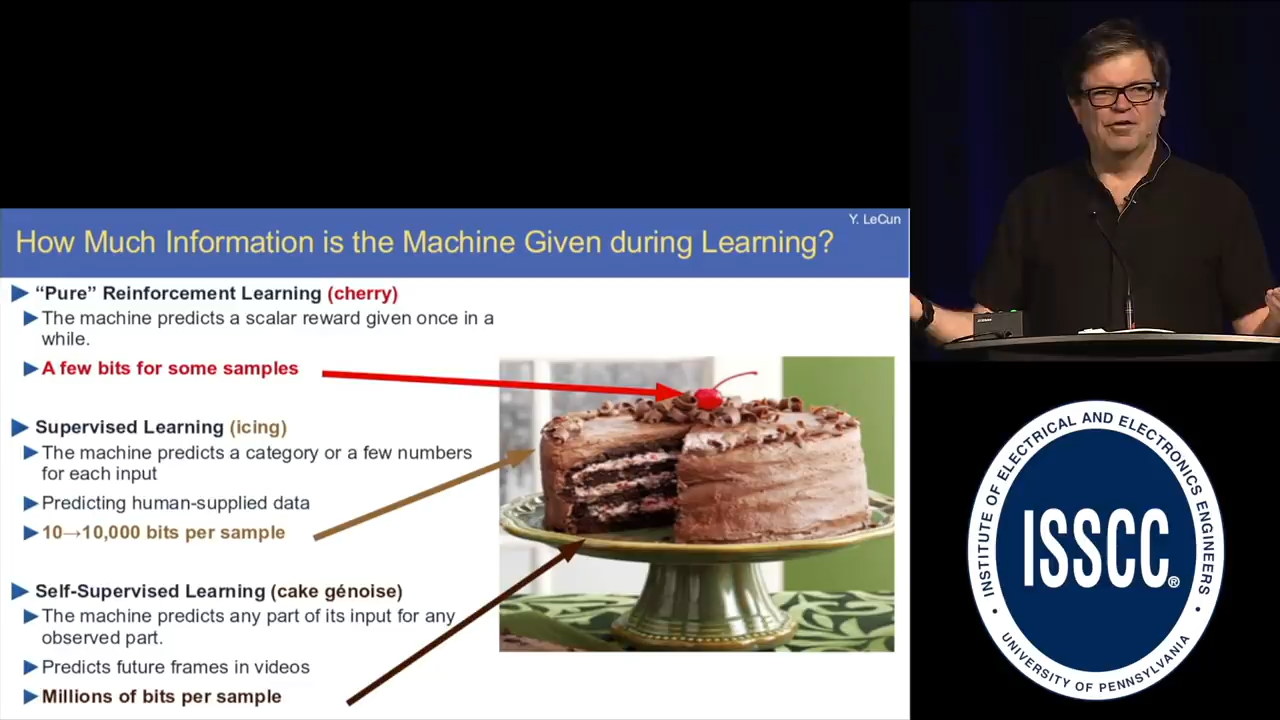 Y. LeCun
How Much Information is the Machine Given during Learning?
“Pure” Reinforcement Learning (cherry)
The machine predicts a scalar reward given once in a
while.
A few bits for some samples
Supervised Learning (icing)
The machine predicts a category or a few numbers
for each input
Predicting human-supplied data
10→10,000 bits per sample
Self-Supervised Learning (cake génoise)
The machine predicts any part of its input for any
observed part.
Predicts future frames in videos
Millions of bits per sample
INSTITUTE OF ELECTRICAL AND ELECTRONICS ENGINEERS
ISSCC®
• UNIVERSITY OF PENNSYLVANIA •